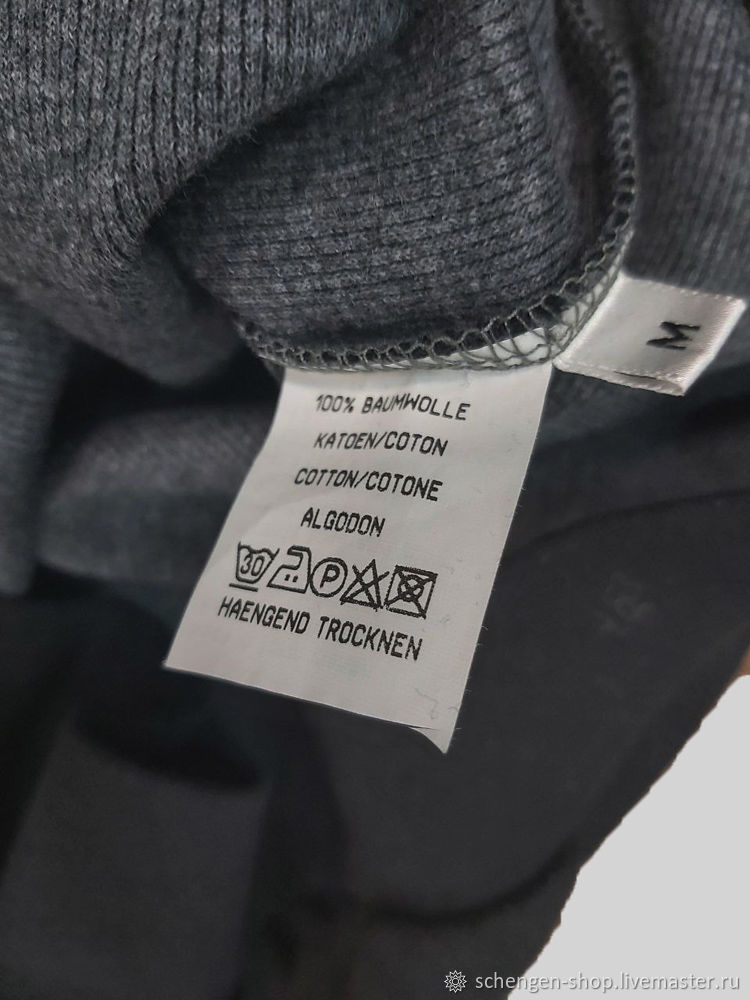 M
100% BAUMWOLLE
KATOEN/COTON
COTTON/COTONE
ALGODON
30 P
HAENGEND TROCKNEN
schengen-shop.livemaster.ru